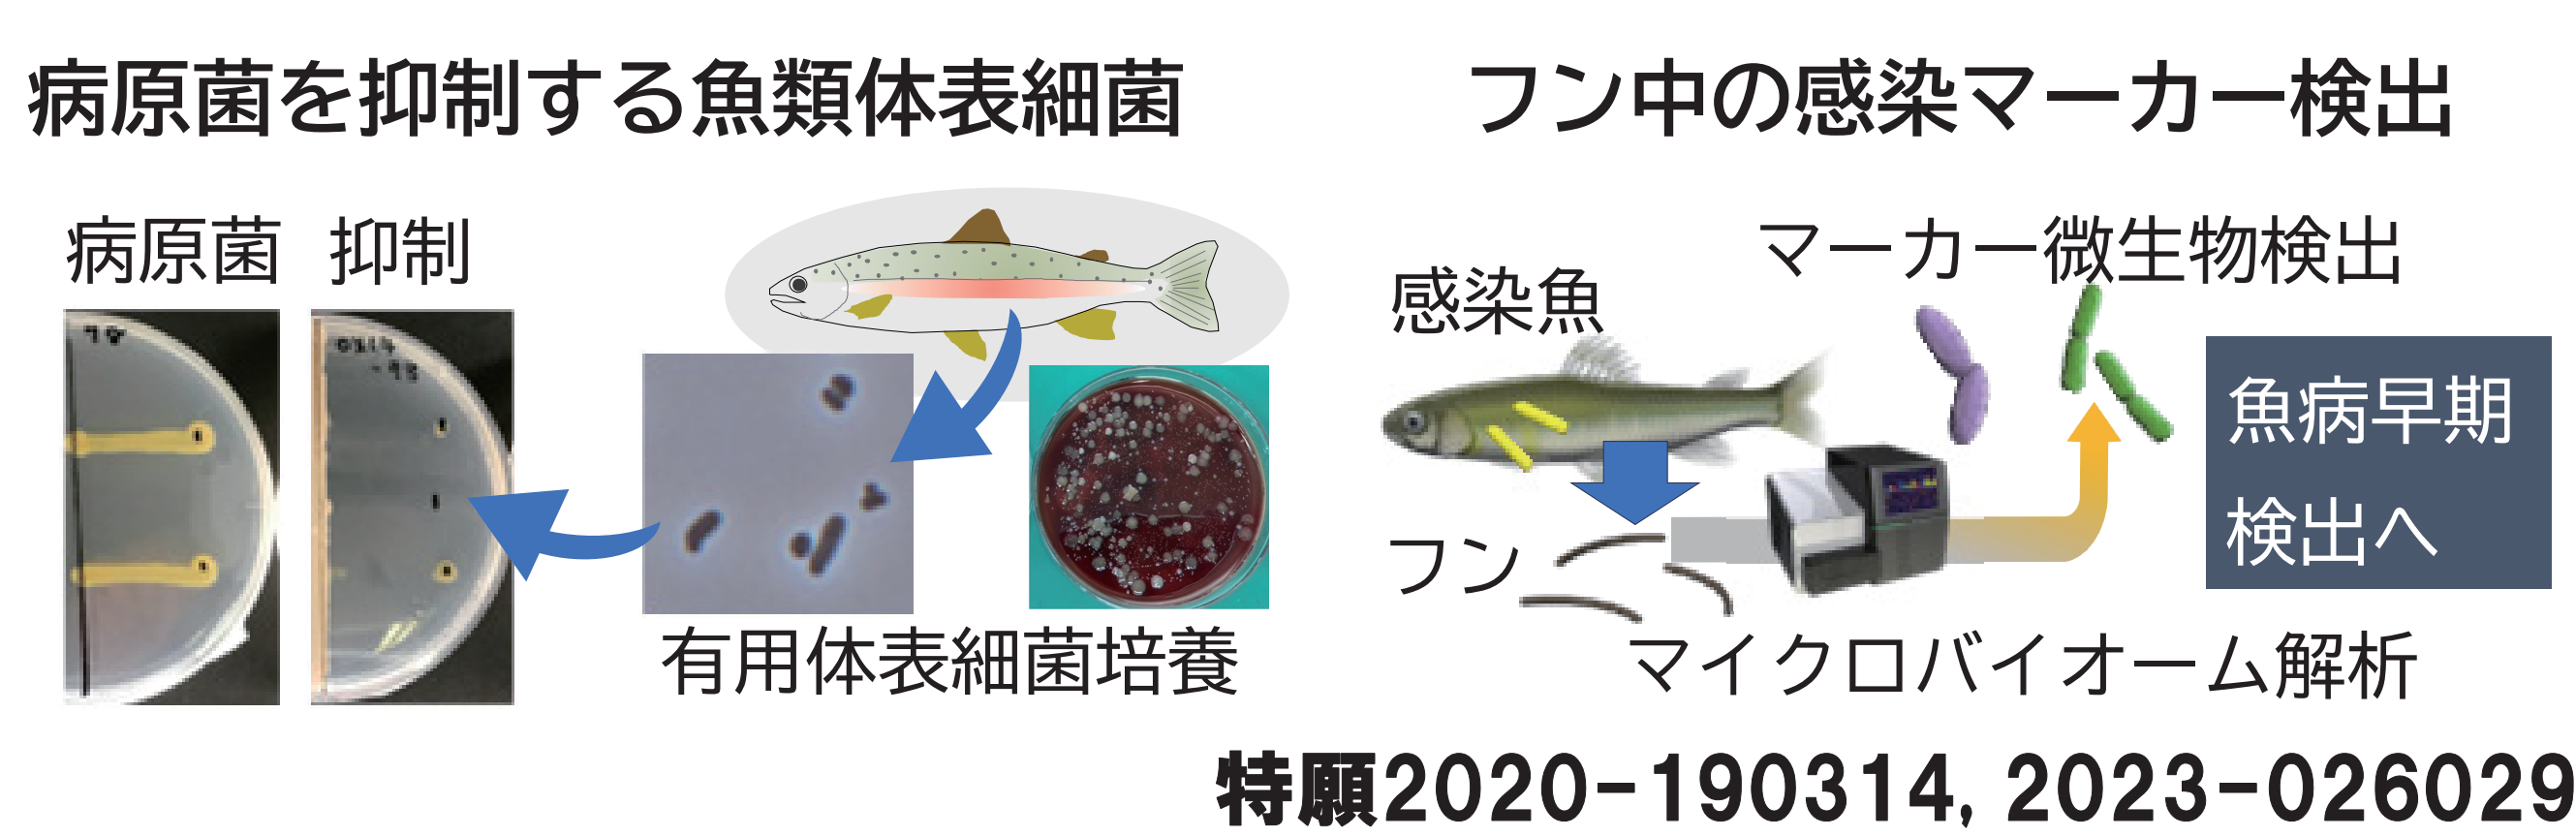 病原菌を抑制する魚類体表細菌
病原菌
抑制
有用体表細菌培養
フン中の感染マーカー検出
マーカー微生物検出
感染魚
フン
マイクロバイオーム解析
魚病早期
検出へ
特願2020-190314, 2023-026029